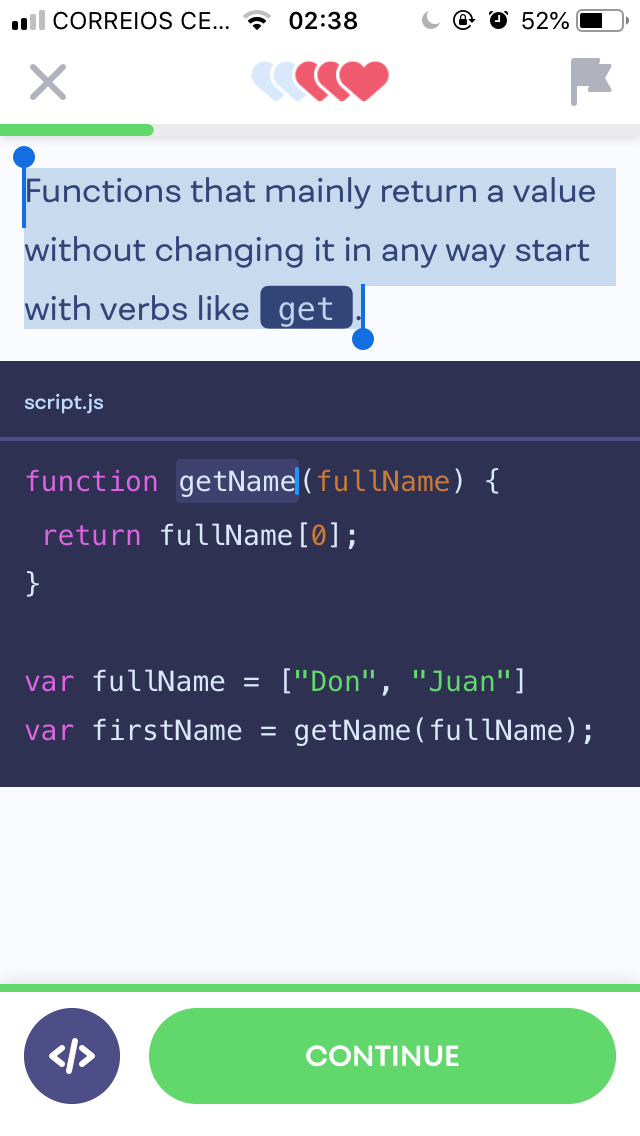 CORREIOS CE... 02:38 52%
Functions that mainly return a value
without changing it in any way start
with verbs like get .
script.js
function getName(fullName) {
 return fullName[0];
}
var fullName = ["Don", "Juan"]
var firstName = getName(fullName);
</> CONTINUE